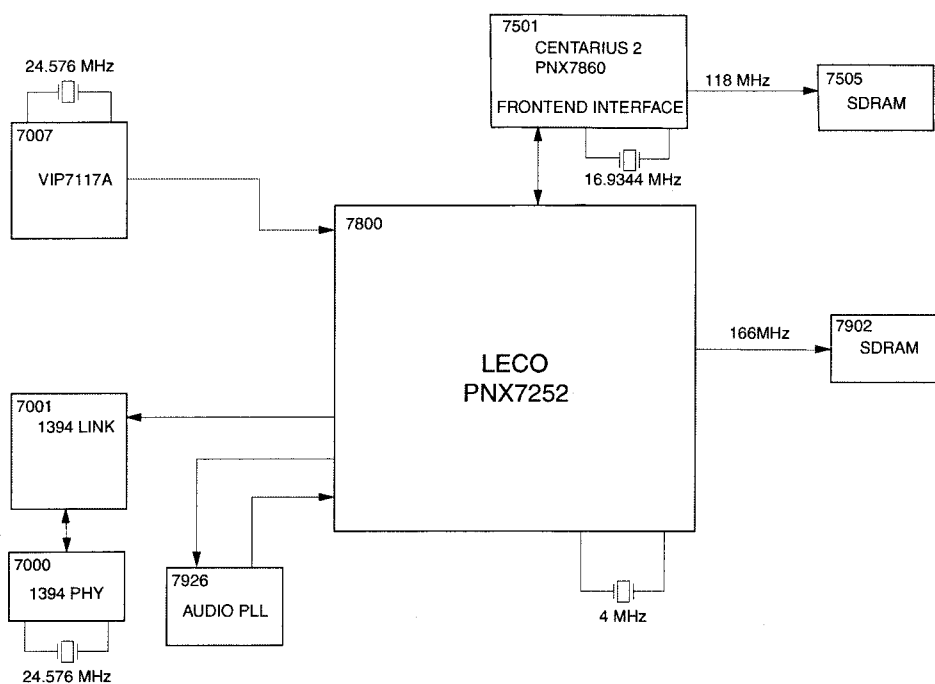 24.576 MHz
7007
VIP7117A
7501
CENTARIUS 2
PNX7860
FRONTEND INTERFACE
118 MHz
7505
SDRAM
16.9344 MHz
7800
LECO
PNX7252
166MHz
7902
SDRAM
7001
1394 LINK
7000
1394 PHY
24.576 MHz
7926
AUDIO PLL
4 MHz